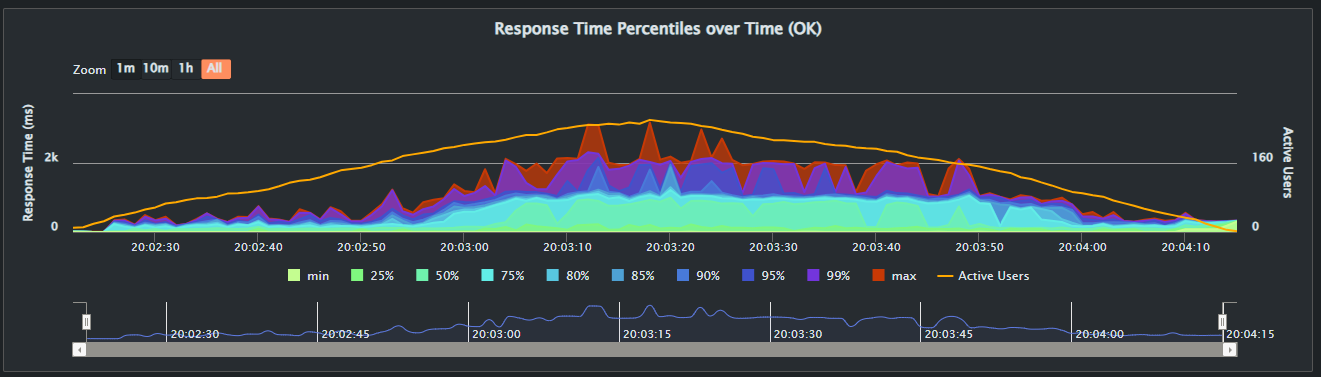 Response Time Percentiles over Time (OK)
Zoom 1m 10m 1h All
Response Time (ms)
2k
0
Active Users
160
0
20:02:30 20:02:40 20:02:50 20:03:00 20:03:10 20:03:20 20:03:30 20:03:40 20:03:50 20:04:00 20:04:10
min 25% 50% 75% 80% 85% 90% 95% 99% max Active Users
20:02:30 20:02:45 20:03:00 20:03:15 20:03:30 20:03:45 20:04:00 20:04:15